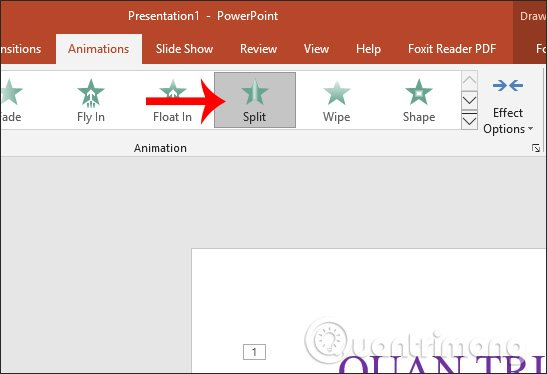 Presentation1 - PowerPoint
Draw
nsitions Animations Slide Show Review View Help Foxit Reader PDF Fo
ade Fly In Float In Split Wipe Shape Effect
Options
Animation
1
Quantrimang
QUAN TRI